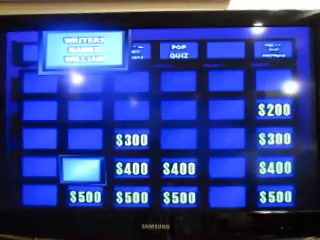 WRITERS
NAMED
WILLIAM
POP
QUIZ
$200
$300
$300
$400
$400
$400
$500
$500
$500
$500
SAMSUNG